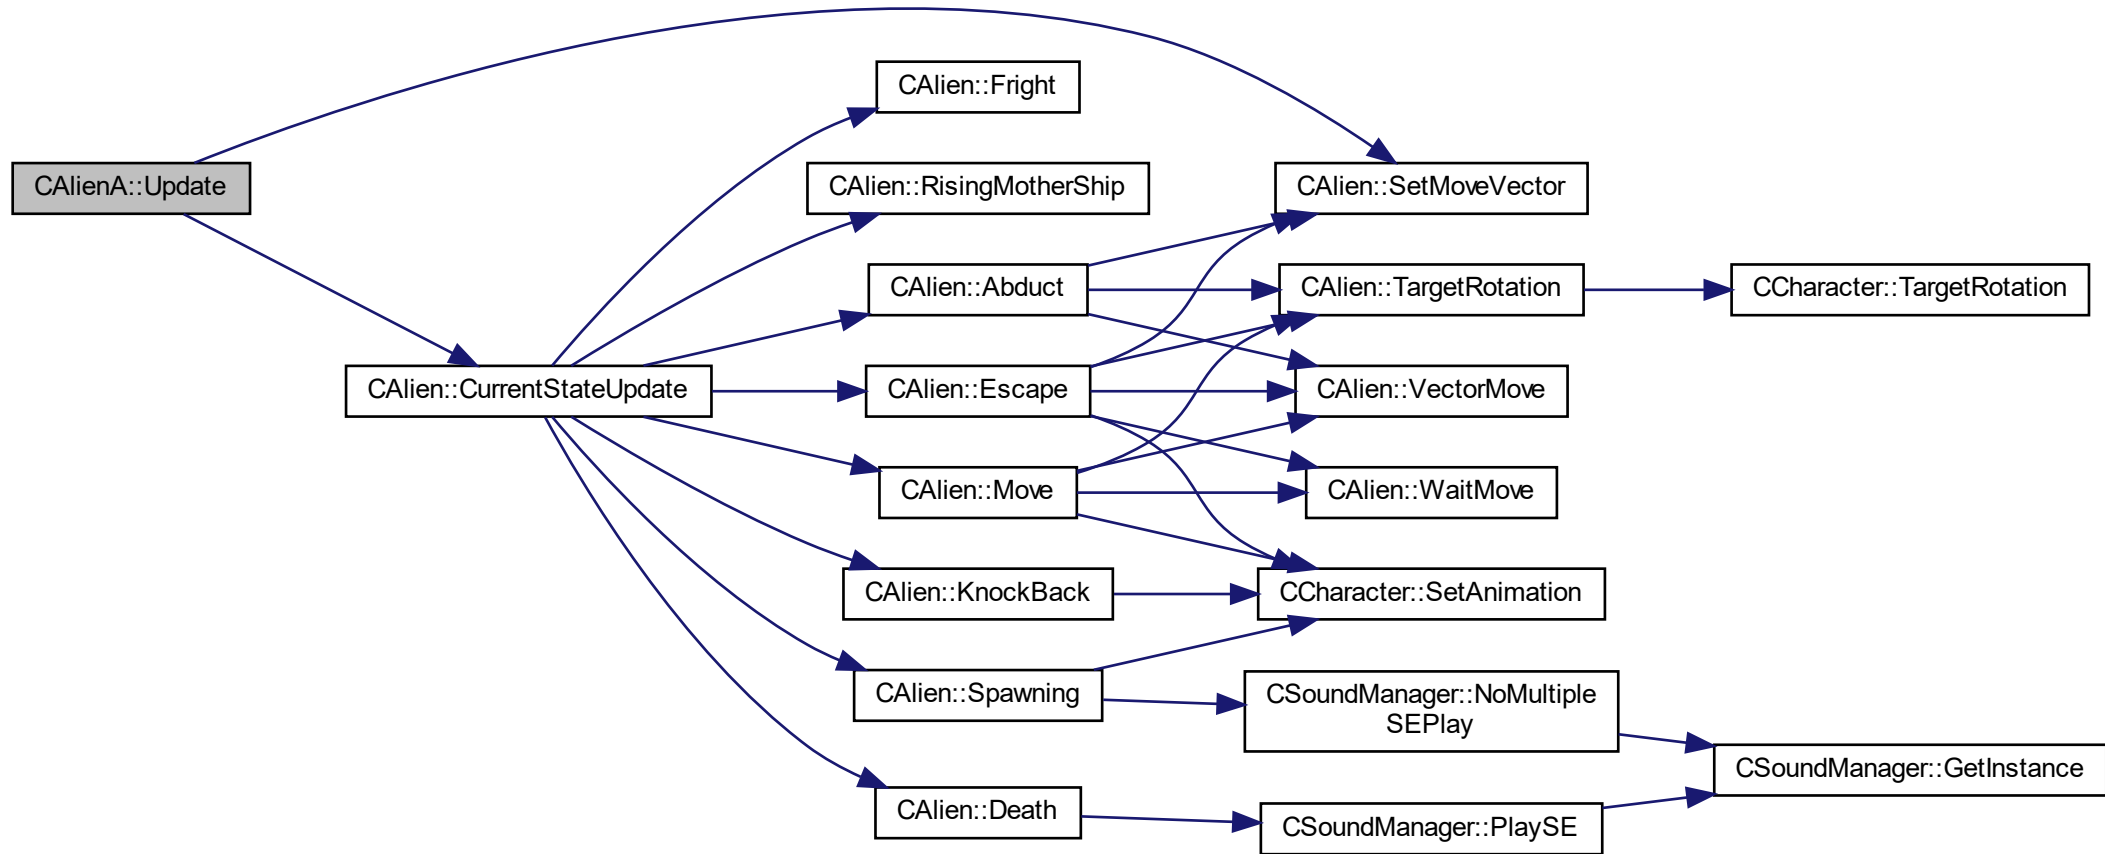 CAlienA::Update
CAlien::CurrentStateUpdate
CAlien::Fright
CAlien::RisingMotherShip
CAlien::Abduct
CAlien::Escape
CAlien::Move
CAlien::KnockBack
CAlien::Spawning
CAlien::Death
CAlien::SetMoveVector
CAlien::TargetRotation
CAlien::VectorMove
CAlien::WaitMove
CCharacter::SetAnimation
CSoundManager::NoMultiple
SEPlay
CSoundManager::PlaySE
CCharacter::TargetRotation
CSoundManager::GetInstance